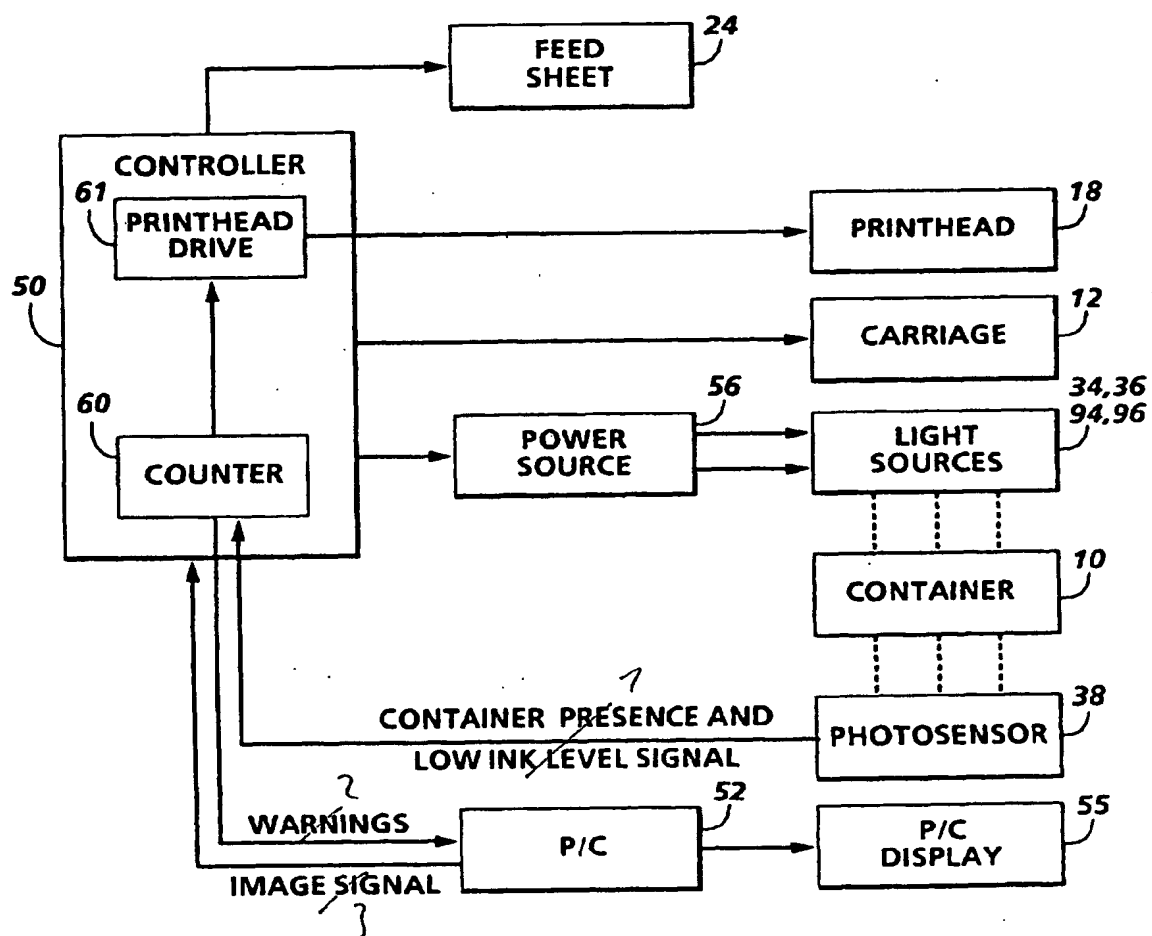 24
FEED
SHEET
CONTROLLER
61
PRINTHEAD
DRIVE
18
PRINTHEAD
50
12
CARRIAGE
34,36
94,96
56
60
POWER
SOURCE
LIGHT
SOURCES
COUNTER
10
CONTAINER
1
38
CONTAINER PRESENCE AND
LOW INK LEVEL SIGNAL
PHOTOSENSOR
2
WARNINGS
52
P/C
55
P/C
DISPLAY
IMAGE SIGNAL
3